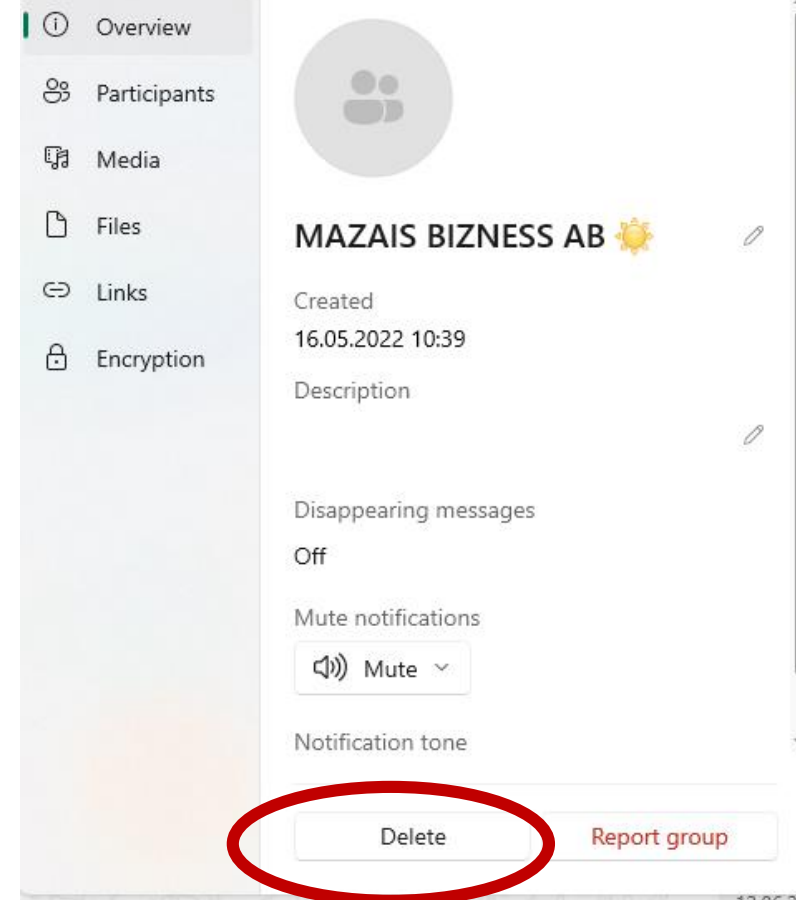 Overview
Participants
Media
Files
Links
Encryption
MAZAIS BIZNESS AB ☀️
Created
16.05.2022 10:39
Description
Disappearing messages
Off
Mute notifications
Mute
Notification tone
Delete
Report group